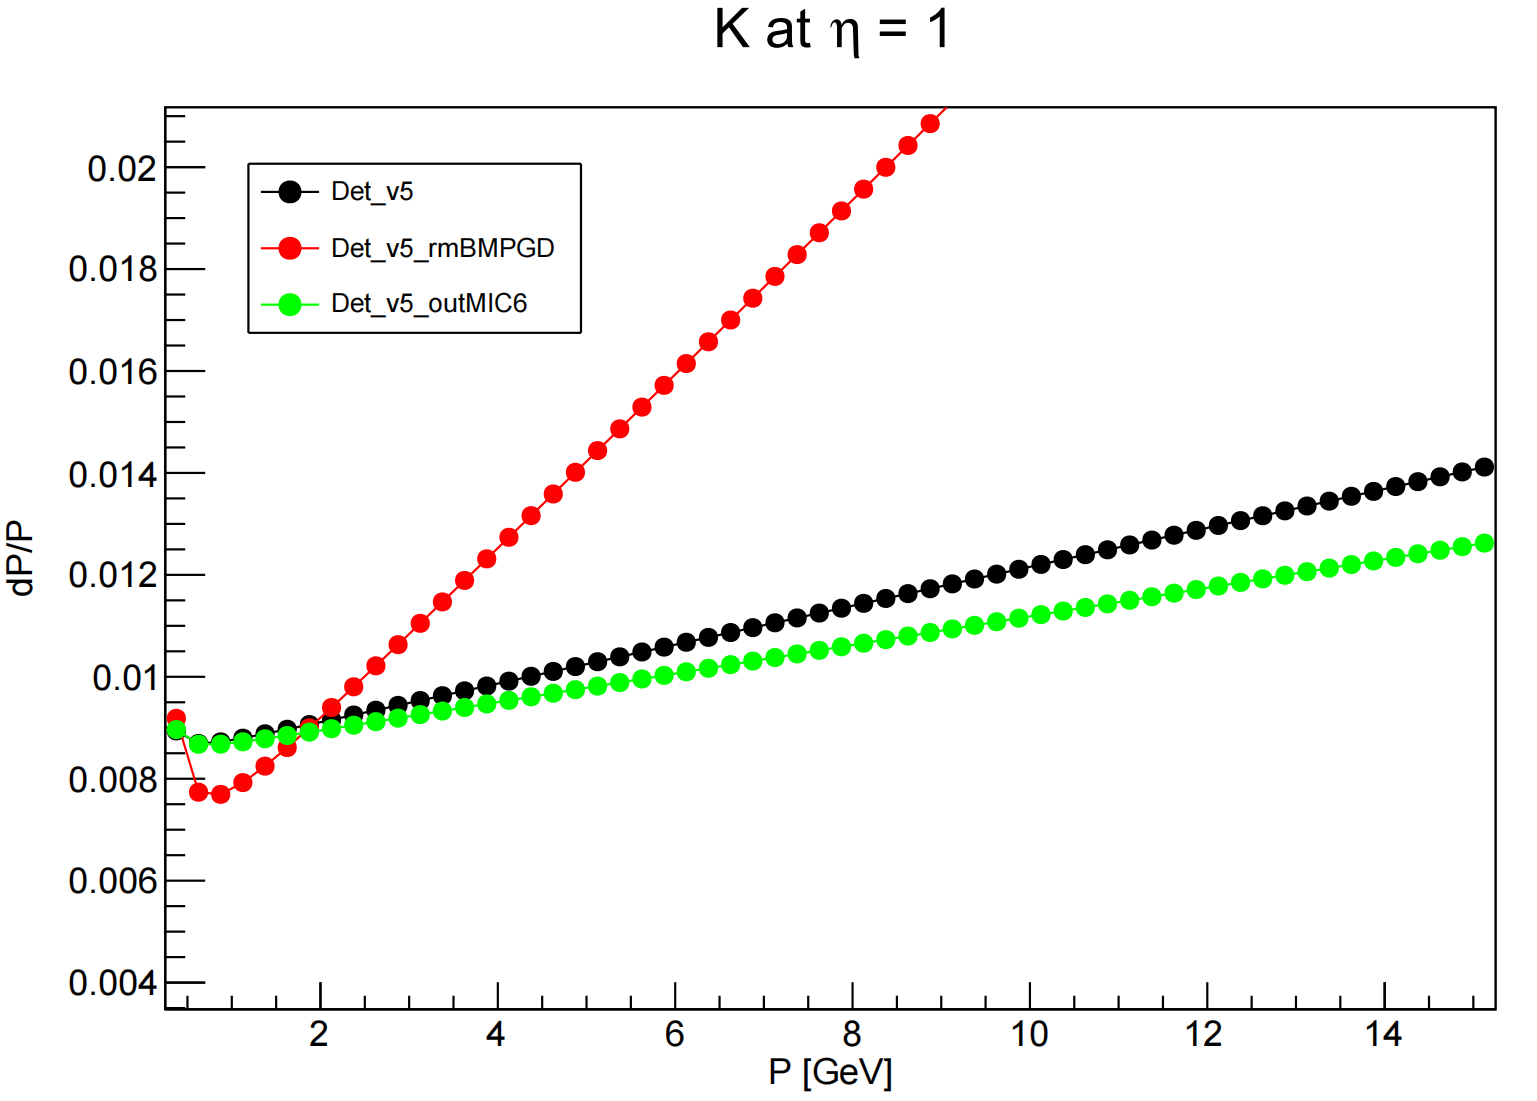 K at η = 1
dP/P
0.02
0.018
0.016
0.014
0.012
0.01
0.008
0.006
0.004
Det_v5
Det_v5_rmBMPGD
Det_v5_outMIC6
2 4 6 8 10 12 14
P [GeV]